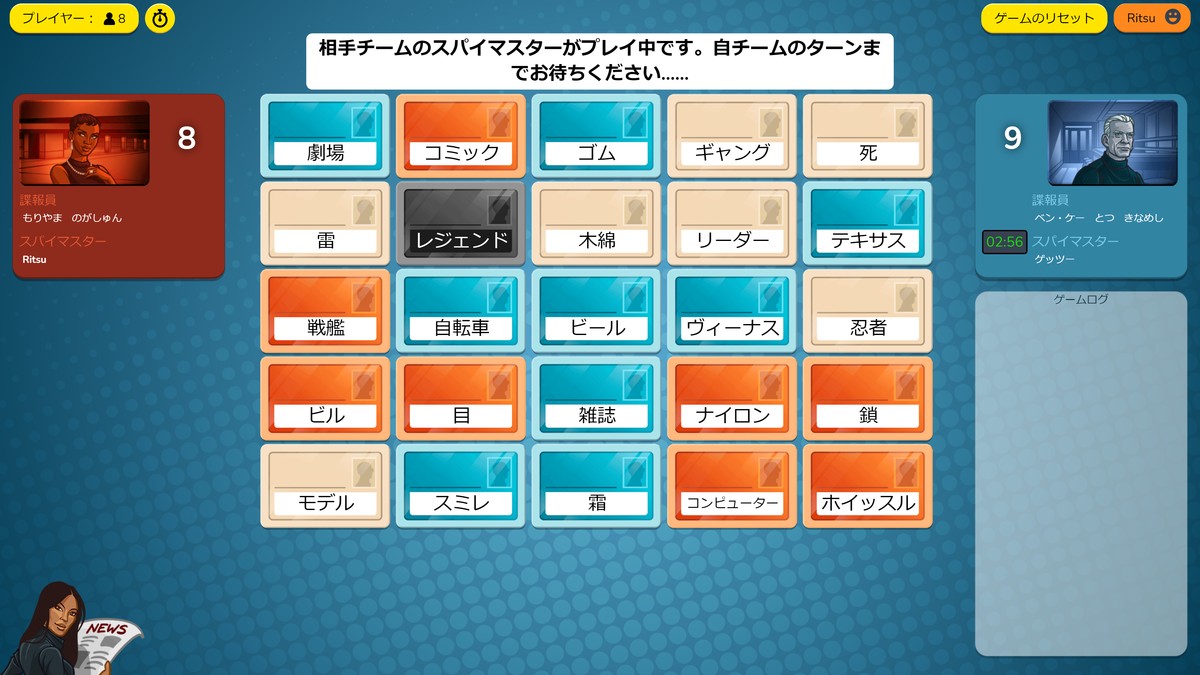 プレイヤー： 8
ゲームのリセット
Ritsu
相手チームのスパイマスターがプレイ中です。自チームのターンま
でお待ちください......
8
諜報員
もりやま　のがしゅん
スパイマスター
Ritsu
9
諜報員
ベン・ケー　とつ　きなめし
02:56 スパイマスター
ゲッツー
ゲームログ
劇場 コミック ゴム ギャング 死
雷 レジェンド 木綿 リーダー テキサス
戦艦 自転車 ビール ヴィーナス 忍者
ビル 目 雑誌 ナイロン 鎖
モデル スミレ 霜 コンピューター ホイッスル
NEWS